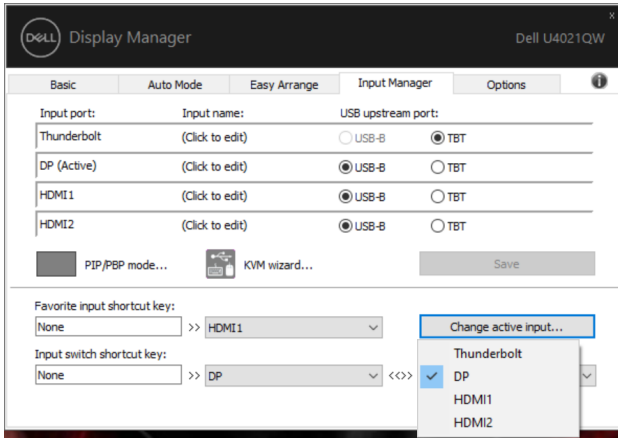 DELL Display Manager
Dell U4021QW
Basic Auto Mode Easy Arrange Input Manager Options
Input port: Input name: USB upstream port:
Thunderbolt (Click to edit) USB-B TBT
DP (Active) (Click to edit) USB-B TBT
HDMI1 (Click to edit) USB-B TBT
HDMI2 (Click to edit) USB-B TBT
PIP/PBP mode... KVM wizard... Save
Favorite input shortcut key:
None >> HDMI1 Change active input...
Input switch shortcut key:
None >> DP <<>>
Thunderbolt
DP
HDMI1
HDMI2